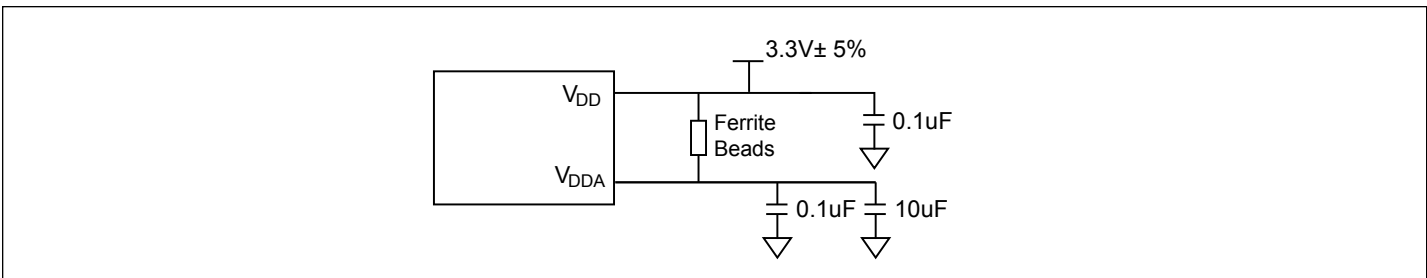 3.3V± 5%
VDD
Ferrite
Beads
0.1uF
VDDA
0.1uF
10uF